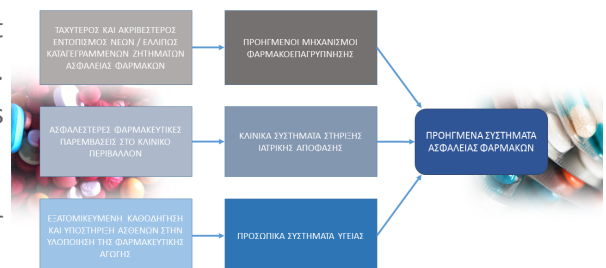 ΤΑΧΥΤΕΡΟΣ ΚΑΙ ΑΚΡΙΒΕΣΤΕΡΟΣ
ΕΝΤΟΠΙΣΜΟΣ ΝΕΩΝ / ΕΛΛΙΠΩΣ
ΚΑΤΑΓΕΓΡΑΜΜΕΝΩΝ ΖΗΤΗΜΑΤΩΝ
ΑΣΦΑΛΕΙΑΣ ΦΑΡΜΑΚΩΝ
ΠΡΟΗΓΜΕΝΟΙ ΜΗΧΑΝΙΣΜΟΙ
ΦΑΡΜΑΚΟΕΠΑΓΡΥΠΝΗΣΗΣ
ΑΣΦΑΛΕΣΤΕΡΕΣ ΦΑΡΜΑΚΕΥΤΙΚΕΣ
ΠΑΡΕΜΒΑΣΕΙΣ ΣΤΟ ΚΛΙΝΙΚΟ
ΠΕΡΙΒΑΛΛΟΝ
ΚΛΙΝΙΚΑ ΣΥΣΤΗΜΑΤΑ ΣΤΗΡΙΞΗΣ
ΙΑΤΡΙΚΗΣ ΑΠΟΦΑΣΗΣ
ΠΡΟΗΓΜΕΝΑ ΣΥΣΤΗΜΑΤΑ
ΑΣΦΑΛΕΙΑΣ ΦΑΡΜΑΚΩΝ
ΕΞΑΤΟΜΙΚΕΥΜΕΝΗ ΚΑΘΟΔΗΓΗΣΗ
ΚΑΙ ΥΠΟΣΤΗΡΙΞΗ ΑΣΘΕΝΩΝ ΣΤΗΝ
ΥΛΟΠΟΙΗΣΗ ΤΗΣ ΦΑΡΜΑΚΕΥΤΙΚΗΣ
ΑΓΩΓΗΣ
ΠΡΟΣΩΠΙΚΑ ΣΥΣΤΗΜΑΤΑ ΥΓΕΙΑΣ